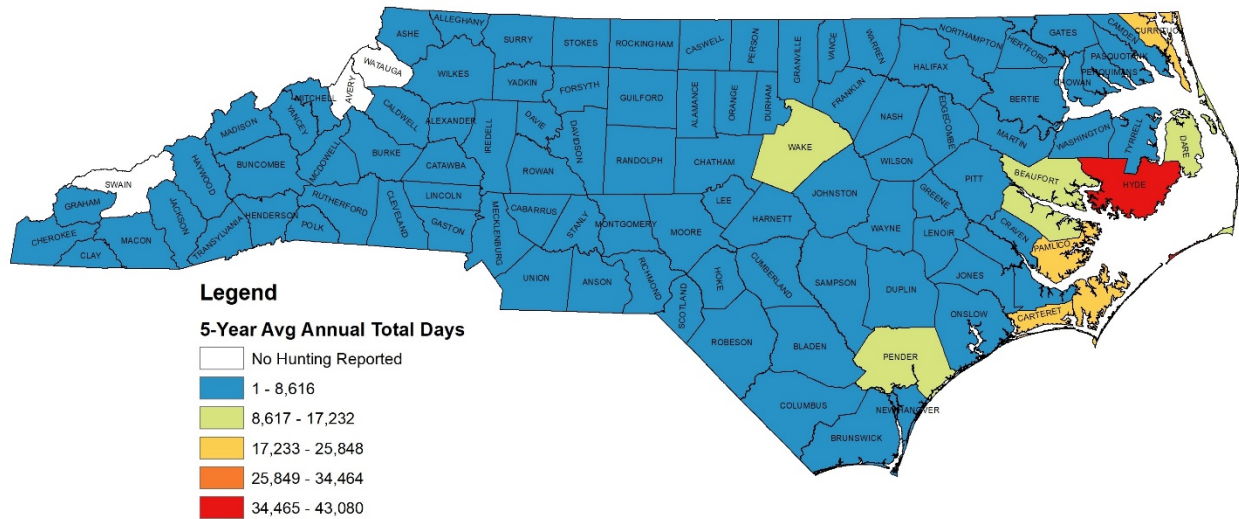 ALLEGHANY
ASHE
SURRY
STOKES
ROCKINGHAM
CASWELL
PERSON
GRANVILLE
VANCE
WARREN
NORTHAMPTON
HERTFORD
GATES
CAMDEN
CURRITUCK
WATAUGA
WILKES
YADKIN
FORSYTH
GUILFORD
ALAMANCE
ORANGE
DURHAM
FRANKLIN
HALIFAX
BERTIE
CHOWAN
PASQUOTANK
PERQUIMANS
AVERY
MITCHELL
YANCEY
MADISON
CALDWELL
ALEXANDER
IREDELL
DAVIE
DAVIDSON
RANDOLPH
CHATHAM
WAKE
NASH
EDGECOMBE
MARTIN
WASHINGTON
TYRRELL
DARE
SWAIN
HAYWOOD
BUNCOMBE
MCDOWELL
BURKE
CATAWBA
ROWAN
WILSON
PITT
BEAUFORT
HYDE
GRAHAM
JACKSON
TRANSYLVANIA
HENDERSON
POLK
RUTHERFORD
CLEVELAND
LINCOLN
GASTON
MECKLENBURG
CABARRUS
STANLY
MONTGOMERY
MOORE
LEE
HARNETT
JOHNSTON
WAYNE
GREENE
LENOIR
CRAVEN
PAMLICO
CHEROKEE
CLAY
MACON
UNION
ANSON
RICHMOND
SCOTLAND
HOKE
CUMBERLAND
SAMPSON
DUPLIN
JONES
ONSLOW
CARTERET
ROBESON
BLADEN
PENDER
COLUMBUS
NEW HANOVER
BRUNSWICK
Legend
5-Year Avg Annual Total Days
No Hunting Reported
1 - 8,616
8,617 - 17,232
17,233 - 25,848
25,849 - 34,464
34,465 - 43,080